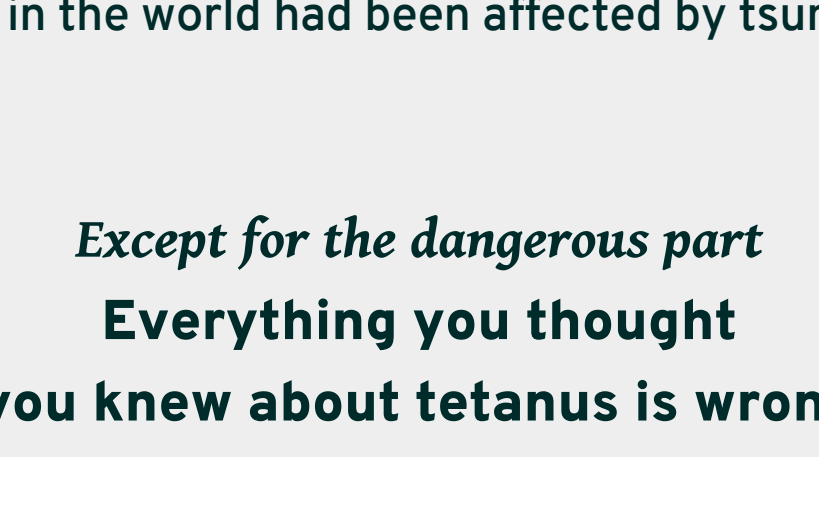 in the world had been affected by
Except for the dangerous part
Everything you thought
you knew about tetanus is